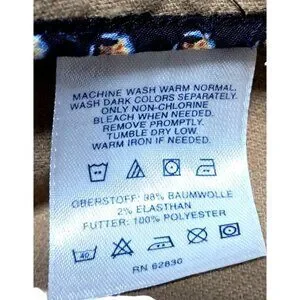 MACHINE WASH WARM NORMAL,
WASH DARK COLORS SEPARATELY.
ONLY NON-CHLORINE
BLEACH WHEN NEEDED.
REMOVE PROMPTLY.
TUMBLE DRY LOW.
WARM IRON IF NEEDED.
OBERSTOFF: 98% BAUMWOLLE
2% ELASTHAN
FUTTER: 100% POLYESTER
40
RN 62830